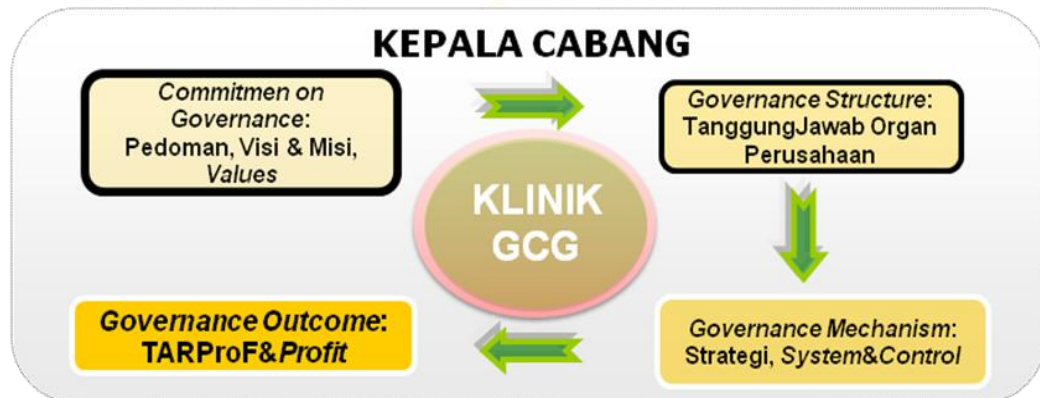 KEPALA CABANG
Commitmen on
Governance:
Pedoman, Visi & Misi,
Values
Governance Structure:
TanggungJawab Organ
Perusahaan
KLINIK
GCG
Governance Outcome:
TARProF&Profit
Governance Mechanism:
Strategi, System&Control